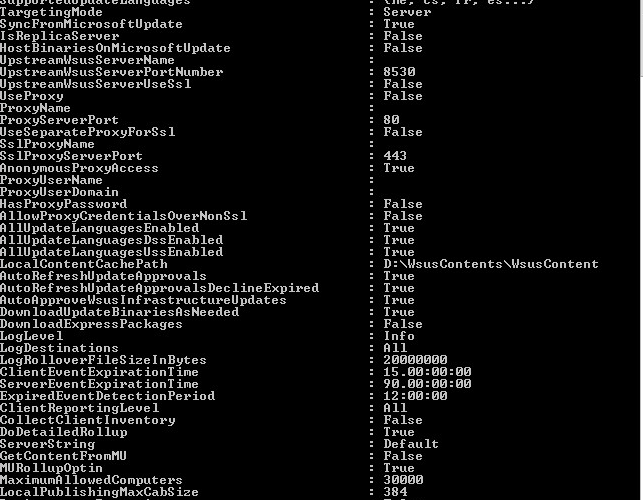 SupportedUpdateLanguages : {he, cs, fr, es...}
TargetingMode : Server
SyncFromMicrosoftUpdate : True
IsReplicaServer : False
HostBinariesOnMicrosoftUpdate : False
UpstreamWsusServerName :
UpstreamWsusServerPortNumber : 8530
UpstreamWsusServerUseSsl : False
UseProxy : False
ProxyName :
ProxyServerPort : 80
UseSeparateProxyForSsl : False
SslProxyName :
SslProxyServerPort : 443
AnonymousProxyAccess : True
ProxyUserName :
ProxyUserDomain :
HasProxyPassword : False
AllowProxyCredentialsOverNonSsl : False
AllUpdateLanguagesEnabled : True
AllUpdateLanguagesDssEnabled : True
AllUpdateLanguagesUssEnabled : True
LocalContentCachePath : D:\WsusContents\WsusContent
AutoRefreshUpdateApprovals : True
AutoRefreshUpdateApprovalsDeclineExpired : True
AutoApproveWsusInfrastructureUpdates : True
DownloadUpdateBinariesAsNeeded : True
DownloadExpressPackages : False
LogLevel : Info
LogDestinations : All
LogRolloverFileSizeInBytes : 20000000
ClientEventExpirationTime : 15.00:00:00
ServerEventExpirationTime : 90.00:00:00
ExpiredEventDetectionPeriod : 12:00:00
ClientReportingLevel : All
CollectClientInventory : False
DoDetailedRollup : True
ServerString : Default
GetContentFromMU : False
MURollupOptin : True
MaximumAllowedComputers : 30000
LocalPublishingMaxCabSize : 384